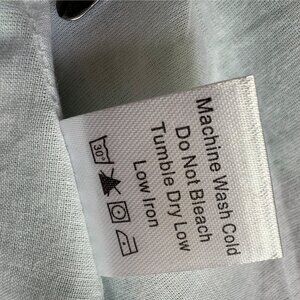 Machine Wash Cold
Do Not Bleach
Tumble Dry Low
Low Iron
30°